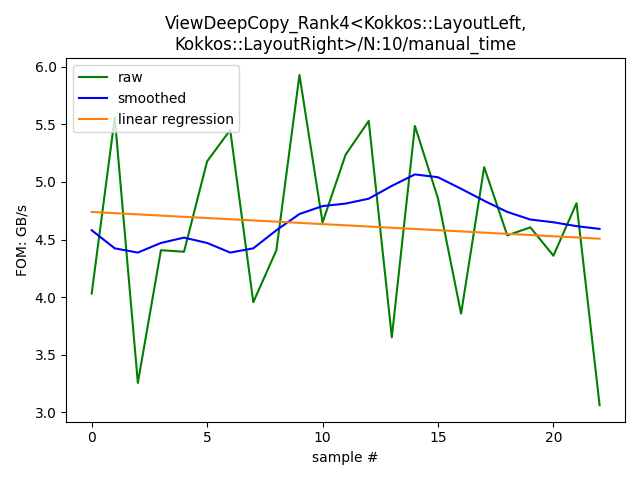 ViewDeepCopy_Rank4<Kokkos::LayoutLeft,
Kokkos::LayoutRight>/N:10/manual_time
raw
smoothed
linear regression
FOM: GB/s
6.0
5.5
5.0
4.5
4.0
3.5
3.0
0
5
10
15
20
sample #